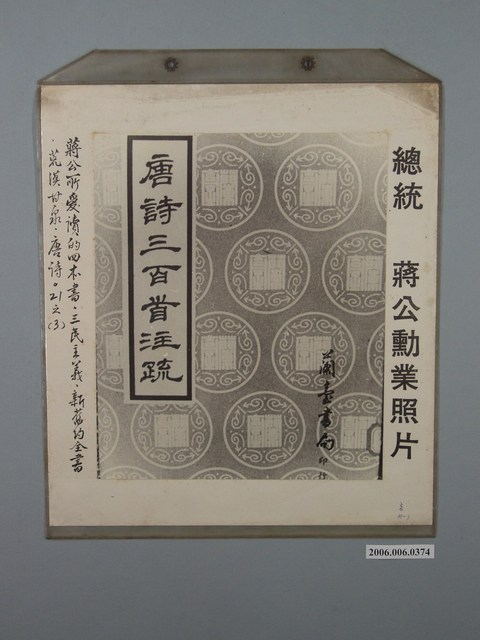 總統 蔣公勳業照片
唐詩三百首注疏
蘭臺書局印行
蔣公所愛讀的四本書·三民主義·新舊約全書
·荒漠甘泉·唐詩。21之(3)
2006.006.0374